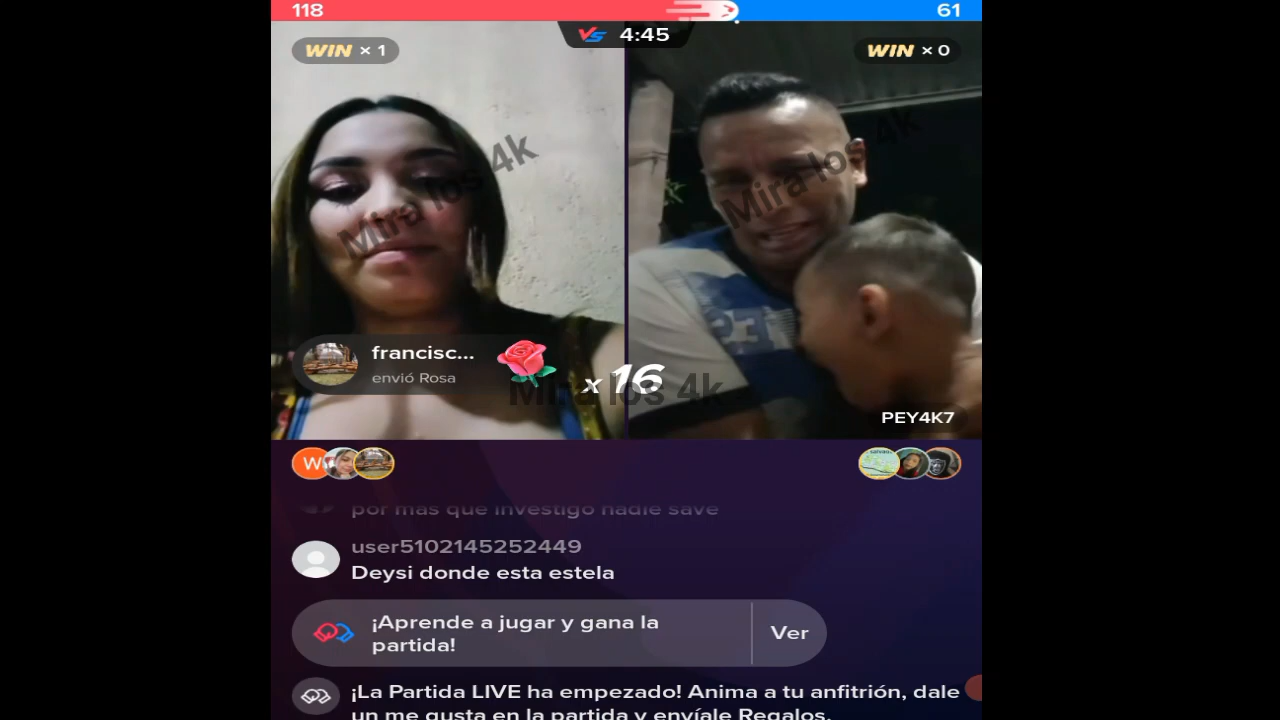 118
61
VS 4:45
WIN × 1
WIN × 0
Mira los 4k
Mira los 4k
francisc...
envió Rosa
x 16
Mira los 4k
PEY4K7
W
por mas que investigo nadie save
user5102145252449
Deysi donde esta estela
¡Aprende a jugar y gana la
partida!
Ver
¡La Partida LIVE ha empezado! Anima a tu anfitrión, dale
un me gusta en la partida y envíale Regalos.